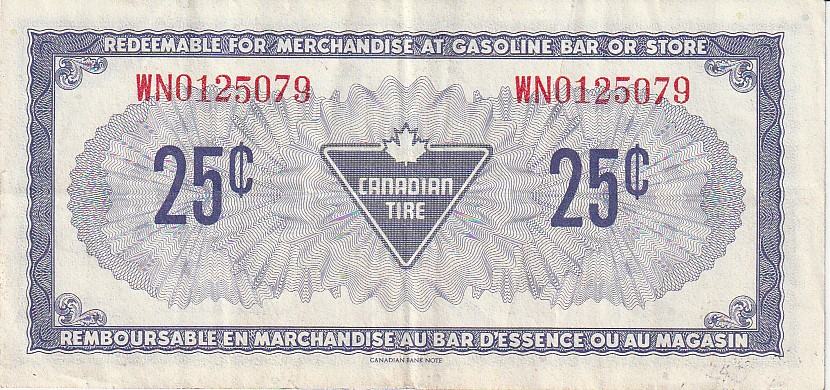 REDEEMABLE FOR MERCHANDISE AT GASOLINE BAR OR STORE
WN0125079 WN0125079
25¢ CANADIAN TIRE 25¢
REMBOURSABLE EN MARCHANDISE AU BAR D'ESSENCE OU AU MAGASIN
CANADIAN BANK NOTE